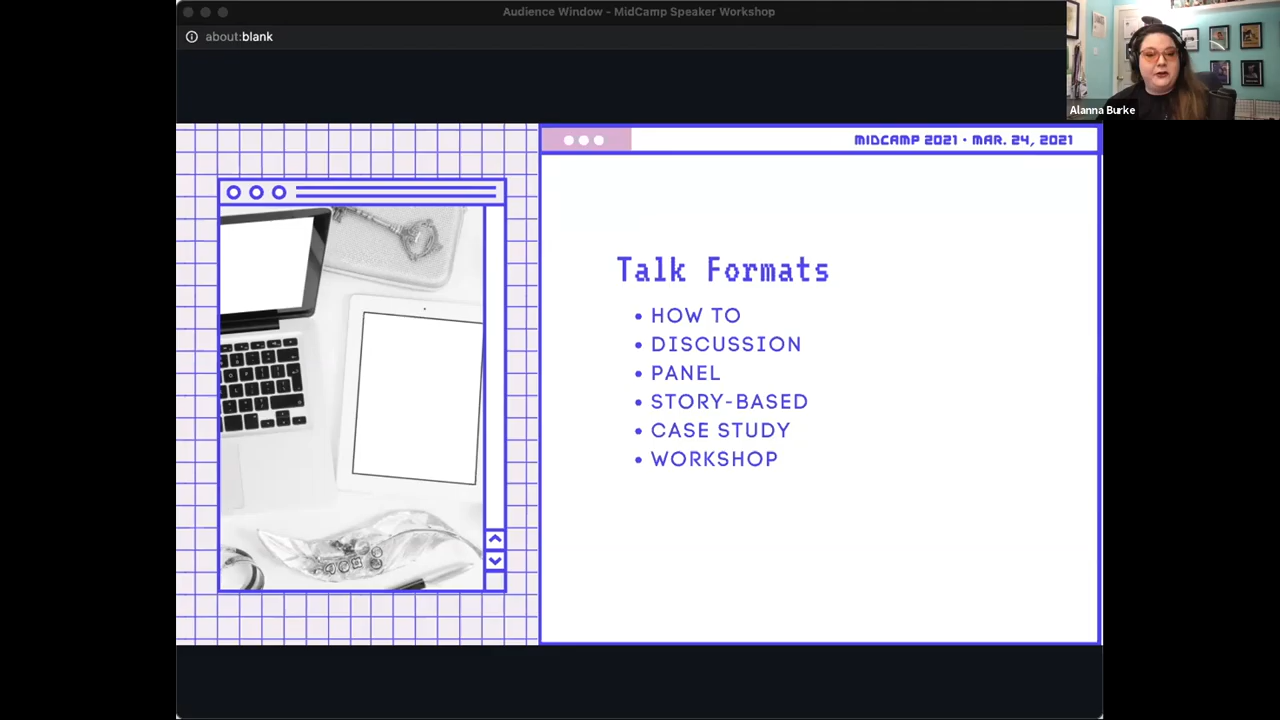 Audience Window - MidCamp Speaker Workshop
about:blank
Alanna Burke
MIDCAMP 2021 · MAR. 24, 2021
Talk Formats
• HOW TO
• DISCUSSION
• PANEL
• STORY-BASED
• CASE STUDY
• WORKSHOP